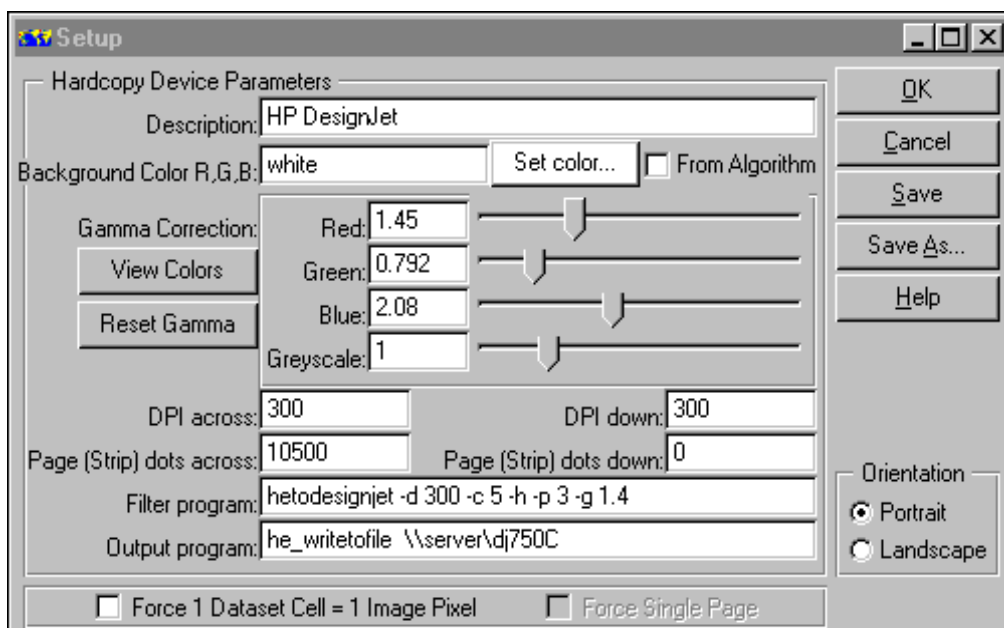 Setup
Hardcopy Device Parameters
Description: HP DesignJet
Background Color R,G,B: white Set color... From Algorithm
Gamma Correction:
Red: 1.45
View Colors
Green: 0.792
Blue: 2.08
Reset Gamma
Greyscale: 1
DPI across: 300 DPI down: 300
Page (Strip) dots across: 10500 Page (Strip) dots down: 0
Filter program: hetodesignjet -d 300 -c 5 -h -p 3 -g 1.4
Output program: he_writetofile \\server\dj750C
Force 1 Dataset Cell = 1 Image Pixel Force Single Page
OK
Cancel
Save
Save As...
Help
Orientation
Portrait
Landscape